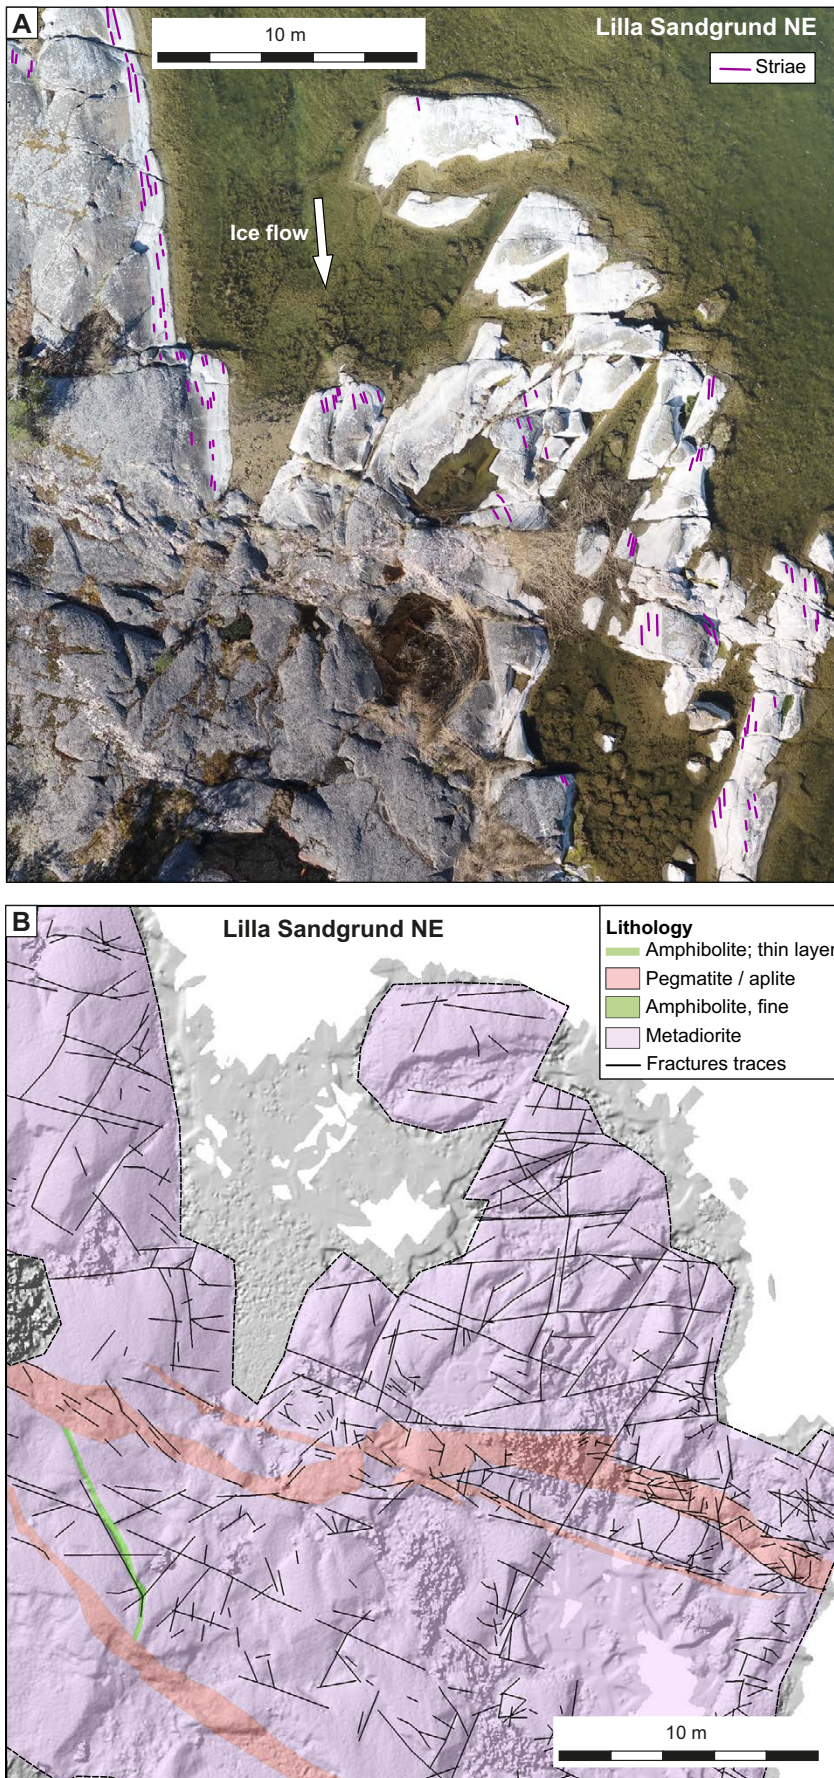 A
10 m
Lilla Sandgrund NE
Striae
Ice flow
B
Lilla Sandgrund NE
Lithology
Amphibolite; thin layer
Pegmatite / aplite
Amphibolite, fine
Metadiorite
Fractures traces
10 m